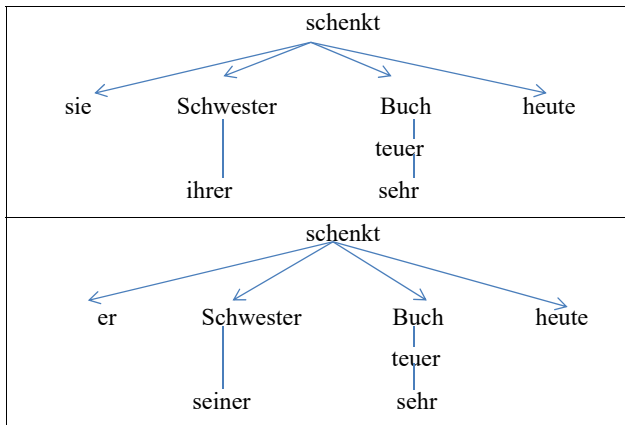 schenkt
sie Schwester Buch heute
teuer
ihrer sehr
schenkt
er Schwester Buch heute
teuer
seiner sehr